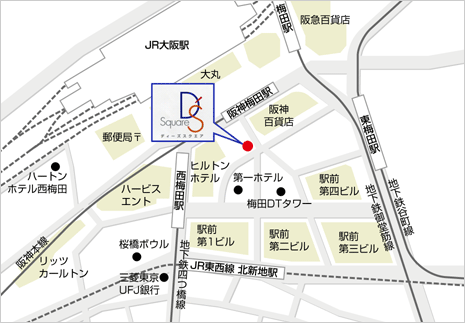 梅田駅
阪急百貨店
JR大阪駅
大丸
D'sS
Square
ディーズスクエア
阪神梅田駅
阪神
百貨店
郵便局〒
東梅田駅
ハートン
ホテル西梅田
西梅田駅
ヒルトン
ホテル
第一ホテル
梅田DTタワー
駅前
第四ビル
ハービス
エント
地下鉄谷町線
地下鉄御堂筋線
阪神本線
リッツ
カールトン
桜橋ボウル
三菱東京
UFJ銀行
地下鉄四つ橋線
駅前
第1ビル
駅前
第二ビル
駅前
第三ビル
JR東西線 北新地駅